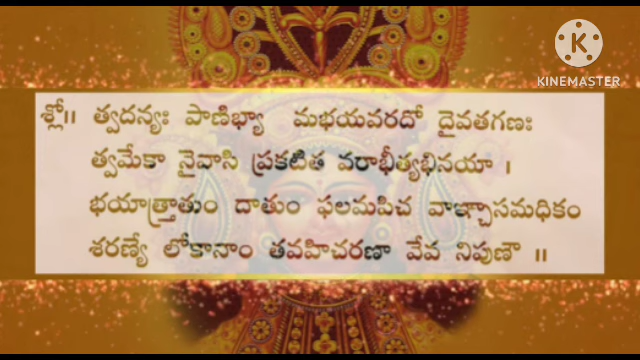 KINEMASTER
శ్లో॥ త్వదన్యః పాణిభ్యా మభయవరదో దైవతగణః
త్వమేకా నైవాసి ప్రకటిత వరాభీత్యభినయా ।
భయాత్త్రాతుం దాతుం ఫలమపిచ వాఞ్చాసమధికం
శరణ్యే లోకానాం తవహిచరణా వేవ నిపుణౌ ॥